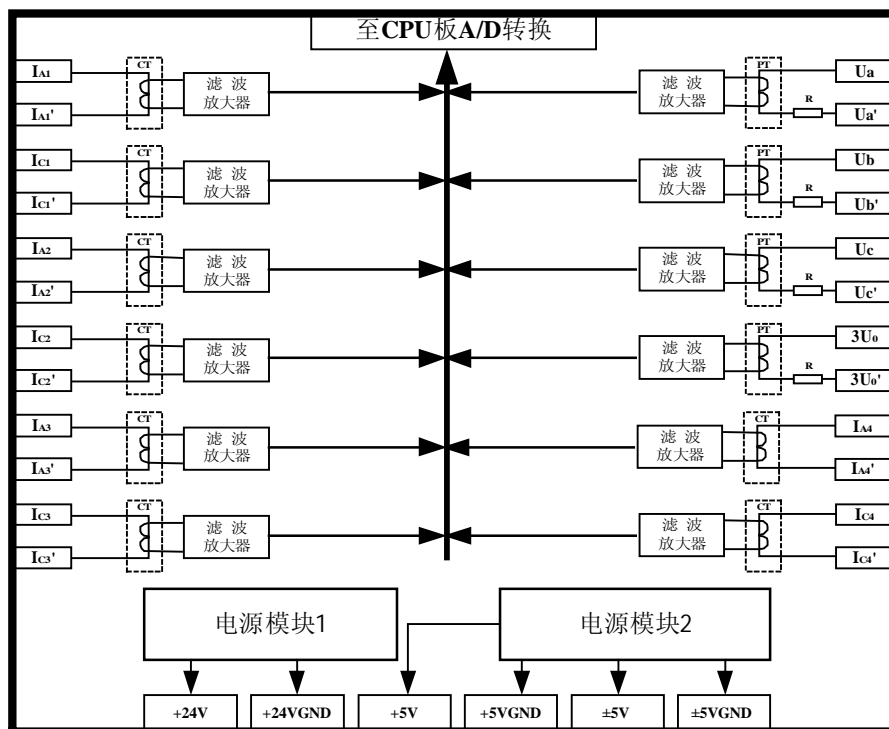 至CPU板A/D转换
IA1
CT
滤 波
放大器
IA1'
滤 波
放大器
PT
Ua
R
Ua'
IC1
CT
滤 波
放大器
IC1'
滤 波
放大器
PT
Ub
R
Ub'
IA2
CT
滤 波
放大器
IA2'
滤 波
放大器
PT
Uc
R
Uc'
IC2
CT
滤 波
放大器
IC2'
滤 波
放大器
PT
3U0
R
3U0'
IA3
CT
滤 波
放大器
IA3'
滤 波
放大器
CT
IA4
IA4'
IC3
CT
滤 波
放大器
IC3'
滤 波
放大器
CT
IC4
IC4'
电源模块1
电源模块2
+24V
+24VGND
+5V
+5VGND
±5V
±5VGND